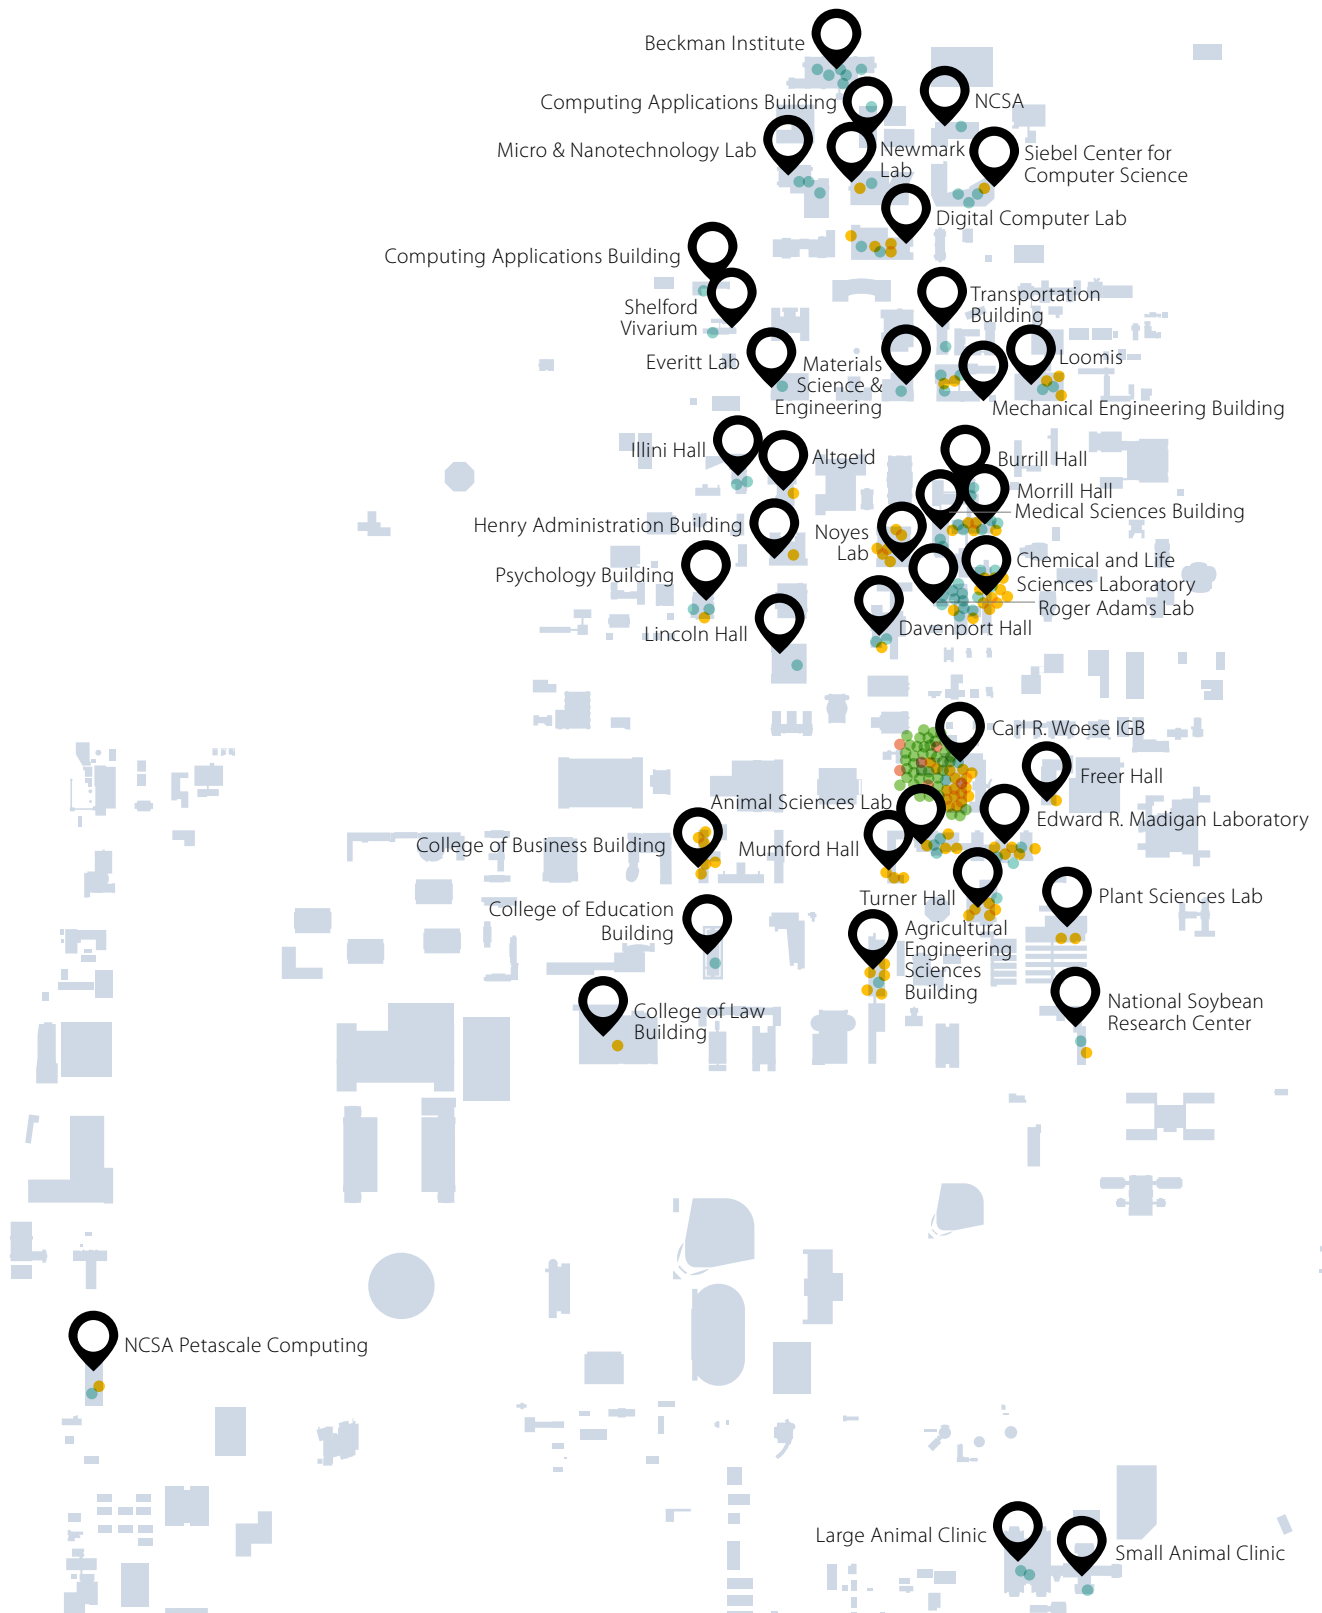 Beckman Institute
Computing Applications Building
NCSA
Micro & Nanotechnology Lab
Newmark
Lab
Siebel Center for
Computer Science
Digital Computer Lab
Computing Applications Building
Shelford
Vivarium
Transportation
Building
Everitt Lab
Materials
Science &
Engineering
Loomis
Mechanical Engineering Building
Illini Hall
Altgeld
Burrill Hall
Morrill Hall
Medical Sciences Building
Henry Administration Building
Noyes
Lab
Psychology Building
Chemical and Life
Sciences Laboratory
Roger Adams Lab
Lincoln Hall
Davenport Hall
Carl R. Woese IGB
Freer Hall
Animal Sciences Lab
Edward R. Madigan Laboratory
College of Business Building
Mumford Hall
Turner Hall
Plant Sciences Lab
College of Education
Building
Agricultural
Engineering
Sciences
Building
College of Law
Building
National Soybean
Research Center
NCSA Petascale Computing
Large Animal Clinic
Small Animal Clinic